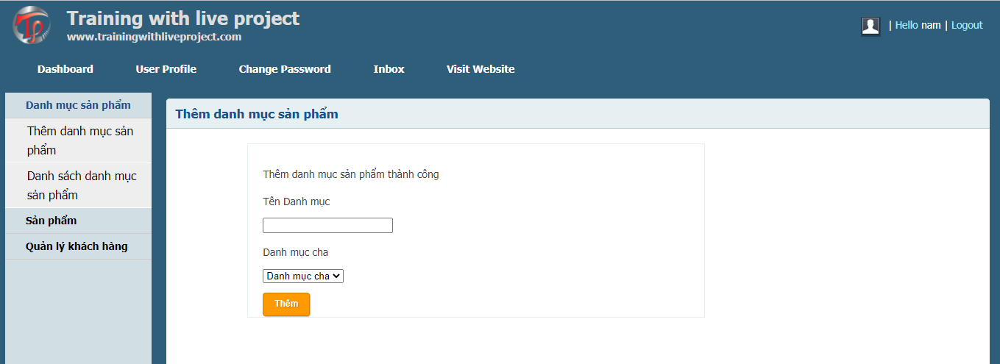 Training with live project
www.trainingwithliveproject.com
| Hello nam | Logout
Dashboard User Profile Change Password Inbox Visit Website
Danh mục sản phẩm
Thêm danh mục sản
phẩm
Danh sách danh mục
sản phẩm
Sản phẩm
Quản lý khách hàng
Thêm danh mục sản phẩm
Thêm danh mục sản phẩm thành công
Tên Danh mục
Danh mục cha
Danh mục cha
Thêm